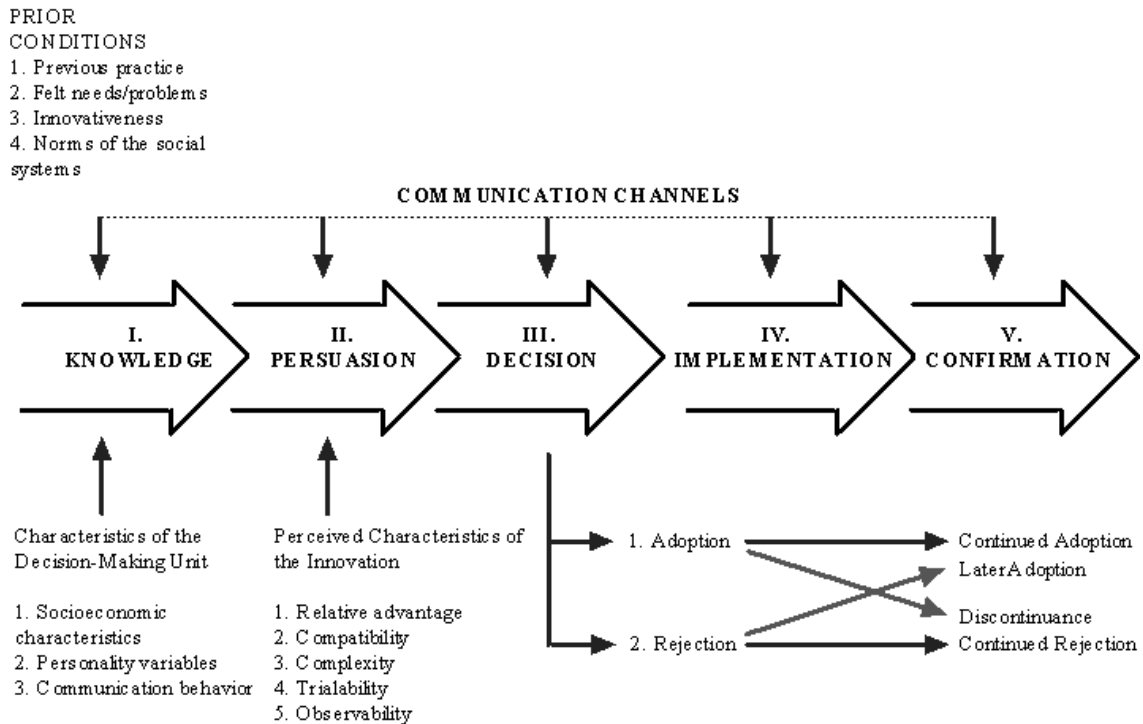 PRIOR
CONDITIONS
1. Previous practice
2. Felt needs/problems
3. Innovativeness
4. Norms of the social
systems
COMMUNICATION CHANNELS
I.
KNOWLEDGE
II.
PERSUASION
III.
DECISION
IV.
IMPLEMENTATION
V.
CONFIRMATION
Characteristics of the
Decision-Making Unit
1. Socioeconomic
characteristics
2. Personality variables
3. Communication behavior
Perceived Characteristics of
the Innovation
1. Relative advantage
2. Compatibility
3. Complexity
4. Trialability
5. Observability
1. Adoption
2. Rejection
Continued Adoption
Later Adoption
Discontinuance
Continued Rejection